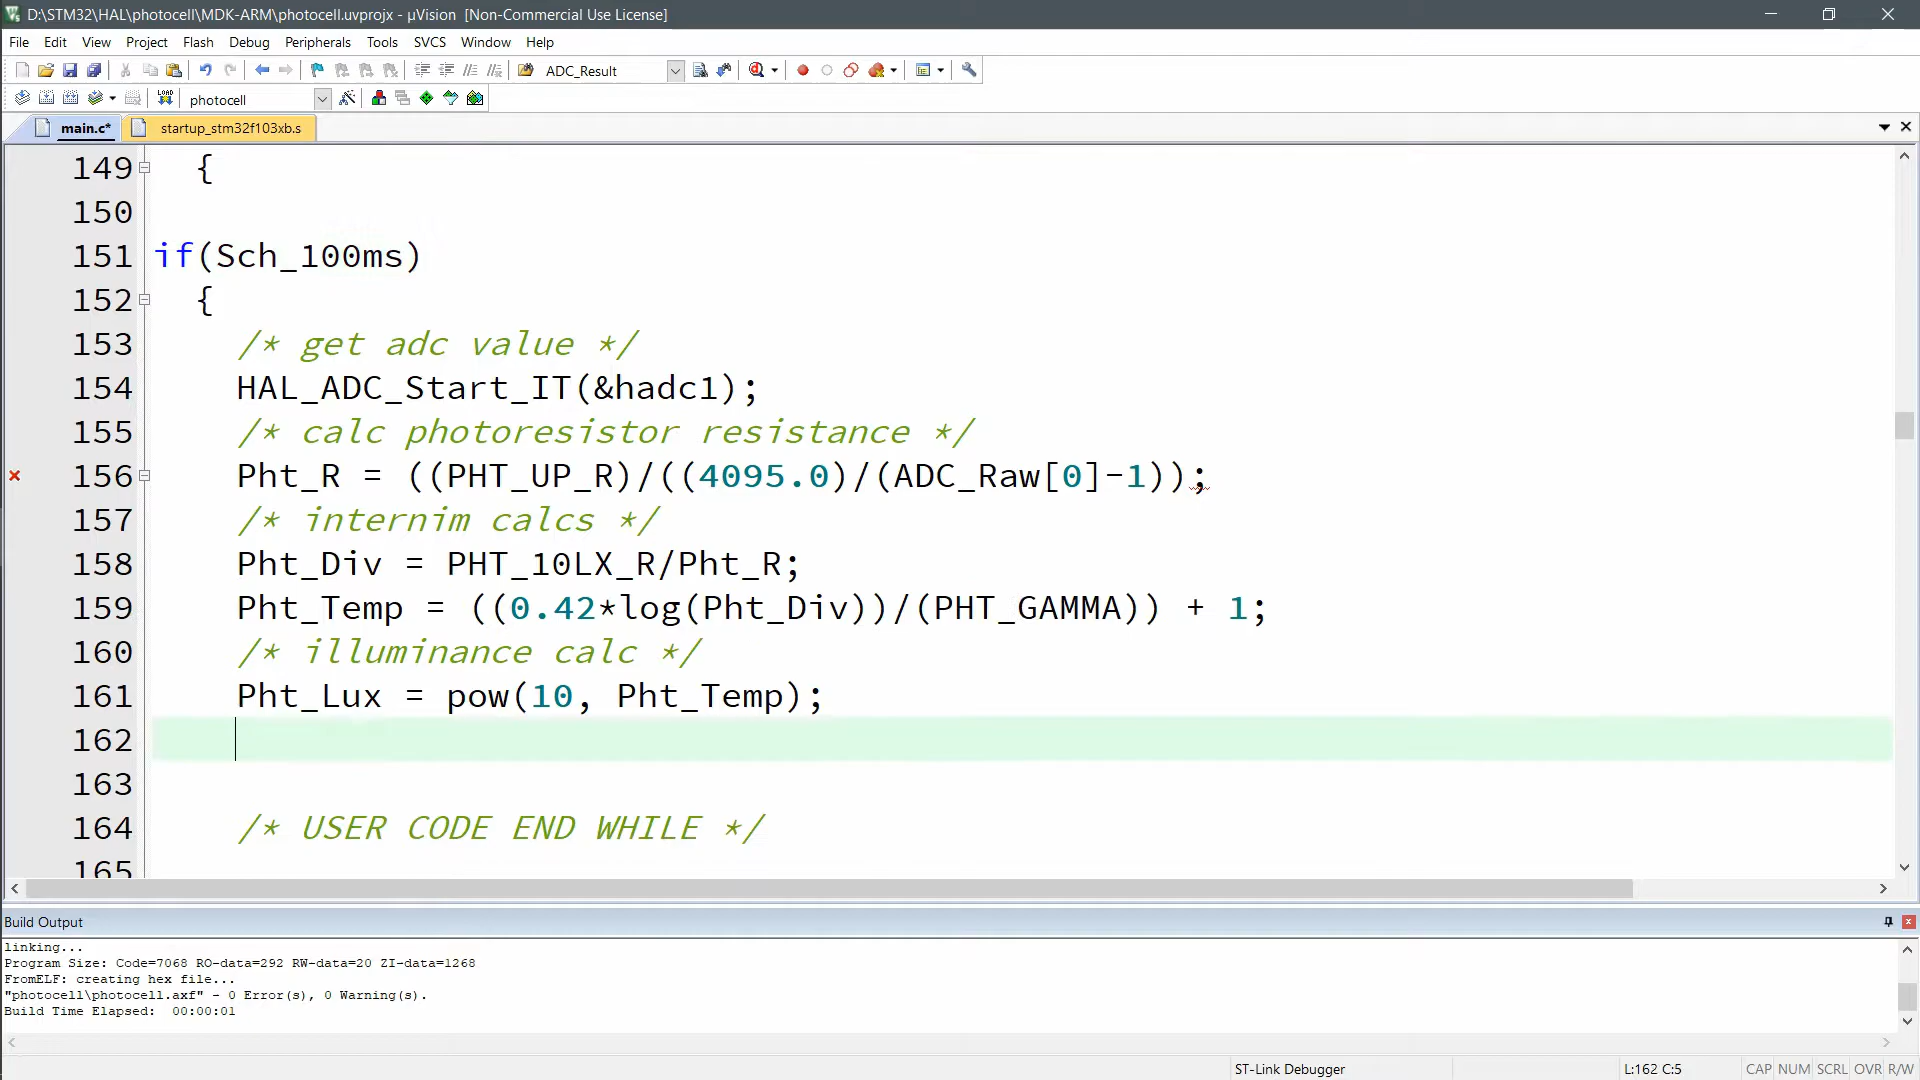 D:\STM32\HAL\photocell\MDK-ARM\photocell.uvprojx - µVision  [Non-Commercial Use License]
File Edit View Project Flash Debug Peripherals Tools SVCS Window Help
ADC_Result
LOAD photocell
main.c* startup_stm32f103xb.s
149 {
150
151 if(Sch_100ms)
152 {
153 /* get adc value */
154 HAL_ADC_Start_IT(&hadc1);
155 /* calc photoresistor resistance */
156 Pht_R = ((PHT_UP_R)/((4095.0)/(ADC_Raw[0]-1));
157 /* internim calcs */
158 Pht_Div = PHT_10LX_R/Pht_R;
159 Pht_Temp = ((0.42*log(Pht_Div))/(PHT_GAMMA)) + 1;
160 /* illuminance calc */
161 Pht_Lux = pow(10, Pht_Temp);
162
163
164 /* USER CODE END WHILE */
165
Build Output
linking...
Program Size: Code=7068 RO-data=292 RW-data=20 ZI-data=1268
FromELF: creating hex file...
"photocell\photocell.axf" - 0 Error(s), 0 Warning(s).
Build Time Elapsed:  00:00:01
ST-Link Debugger L:162 C:5 CAP NUM SCRL OVR R/W